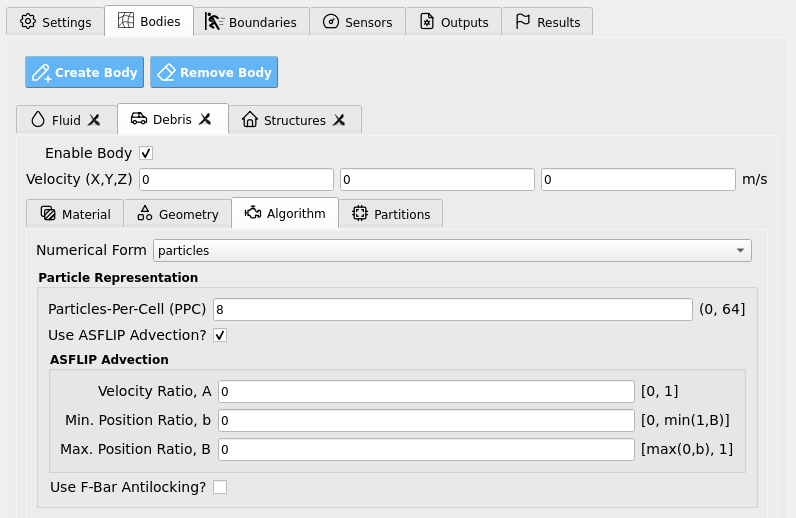 Settings Bodies Boundaries Sensors Outputs Results
Create Body Remove Body
Fluid Debris Structures
Enable Body
Velocity (X,Y,Z) 0 0 0 m/s
Material Geometry Algorithm Partitions
Numerical Form particles
Particle Representation
Particles-Per-Cell (PPC) 8 (0, 64]
Use ASFLIP Advection?
ASFLIP Advection
Velocity Ratio, A 0 [0, 1]
Min. Position Ratio, b 0 [0, min(1,B)]
Max. Position Ratio, B 0 [max(0,b), 1]
Use F-Bar Antilocking?